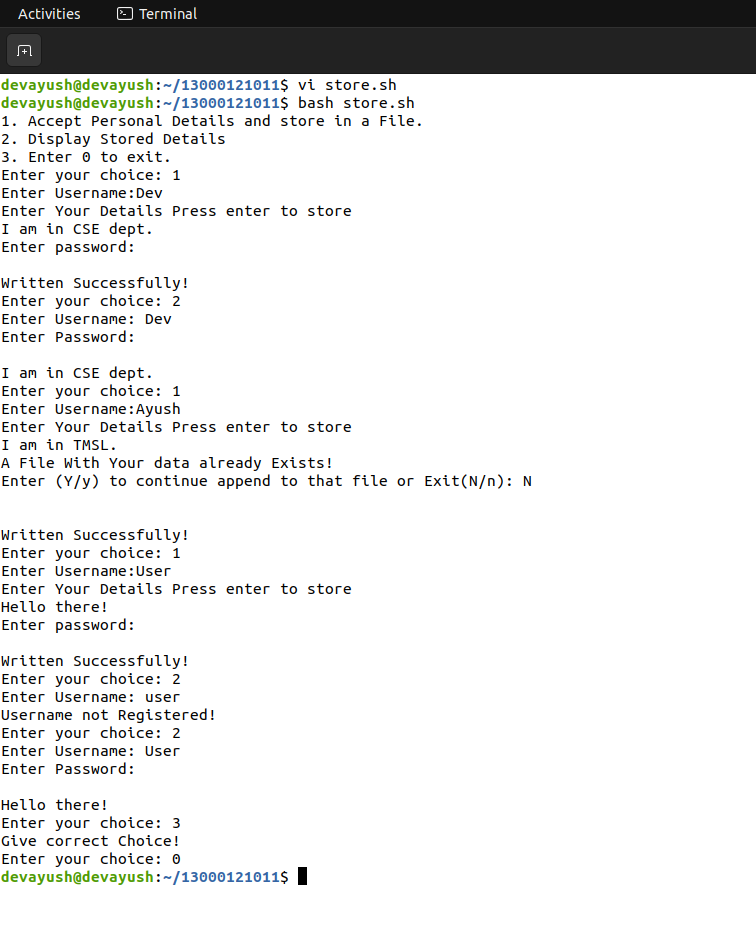 Activities Terminal
devayush@devayush:~/13000121011$ vi store.sh
devayush@devayush:~/13000121011$ bash store.sh
1. Accept Personal Details and store in a File.
2. Display Stored Details
3. Enter 0 to exit.
Enter your choice: 1
Enter Username:Dev
Enter Your Details Press enter to store
I am in CSE dept.
Enter password:
Written Successfully!
Enter your choice: 2
Enter Username: Dev
Enter Password:
I am in CSE dept.
Enter your choice: 1
Enter Username:Ayush
Enter Your Details Press enter to store
I am in TMSL.
A File With Your data already Exists!
Enter (Y/y) to continue append to that file or Exit(N/n): N
Written Successfully!
Enter your choice: 1
Enter Username:User
Enter Your Details Press enter to store
Hello there!
Enter password:
Written Successfully!
Enter your choice: 2
Enter Username: user
Username not Registered!
Enter your choice: 2
Enter Username: User
Enter Password:
Hello there!
Enter your choice: 3
Give correct Choice!
Enter your choice: 0
devayush@devayush:~/13000121011$